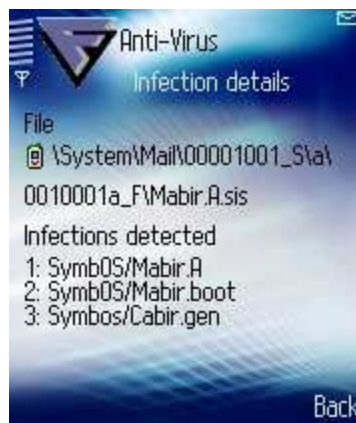 Anti-Virus
Infection details
File
\System\Mail\00001001_S\a\
0010001a_F\Mabir.A.sis
Infections detected
1: SymbOS/Mabir.A
2: SymbOS/Mabir.boot
3: Symbos/Cabir.gen
Back